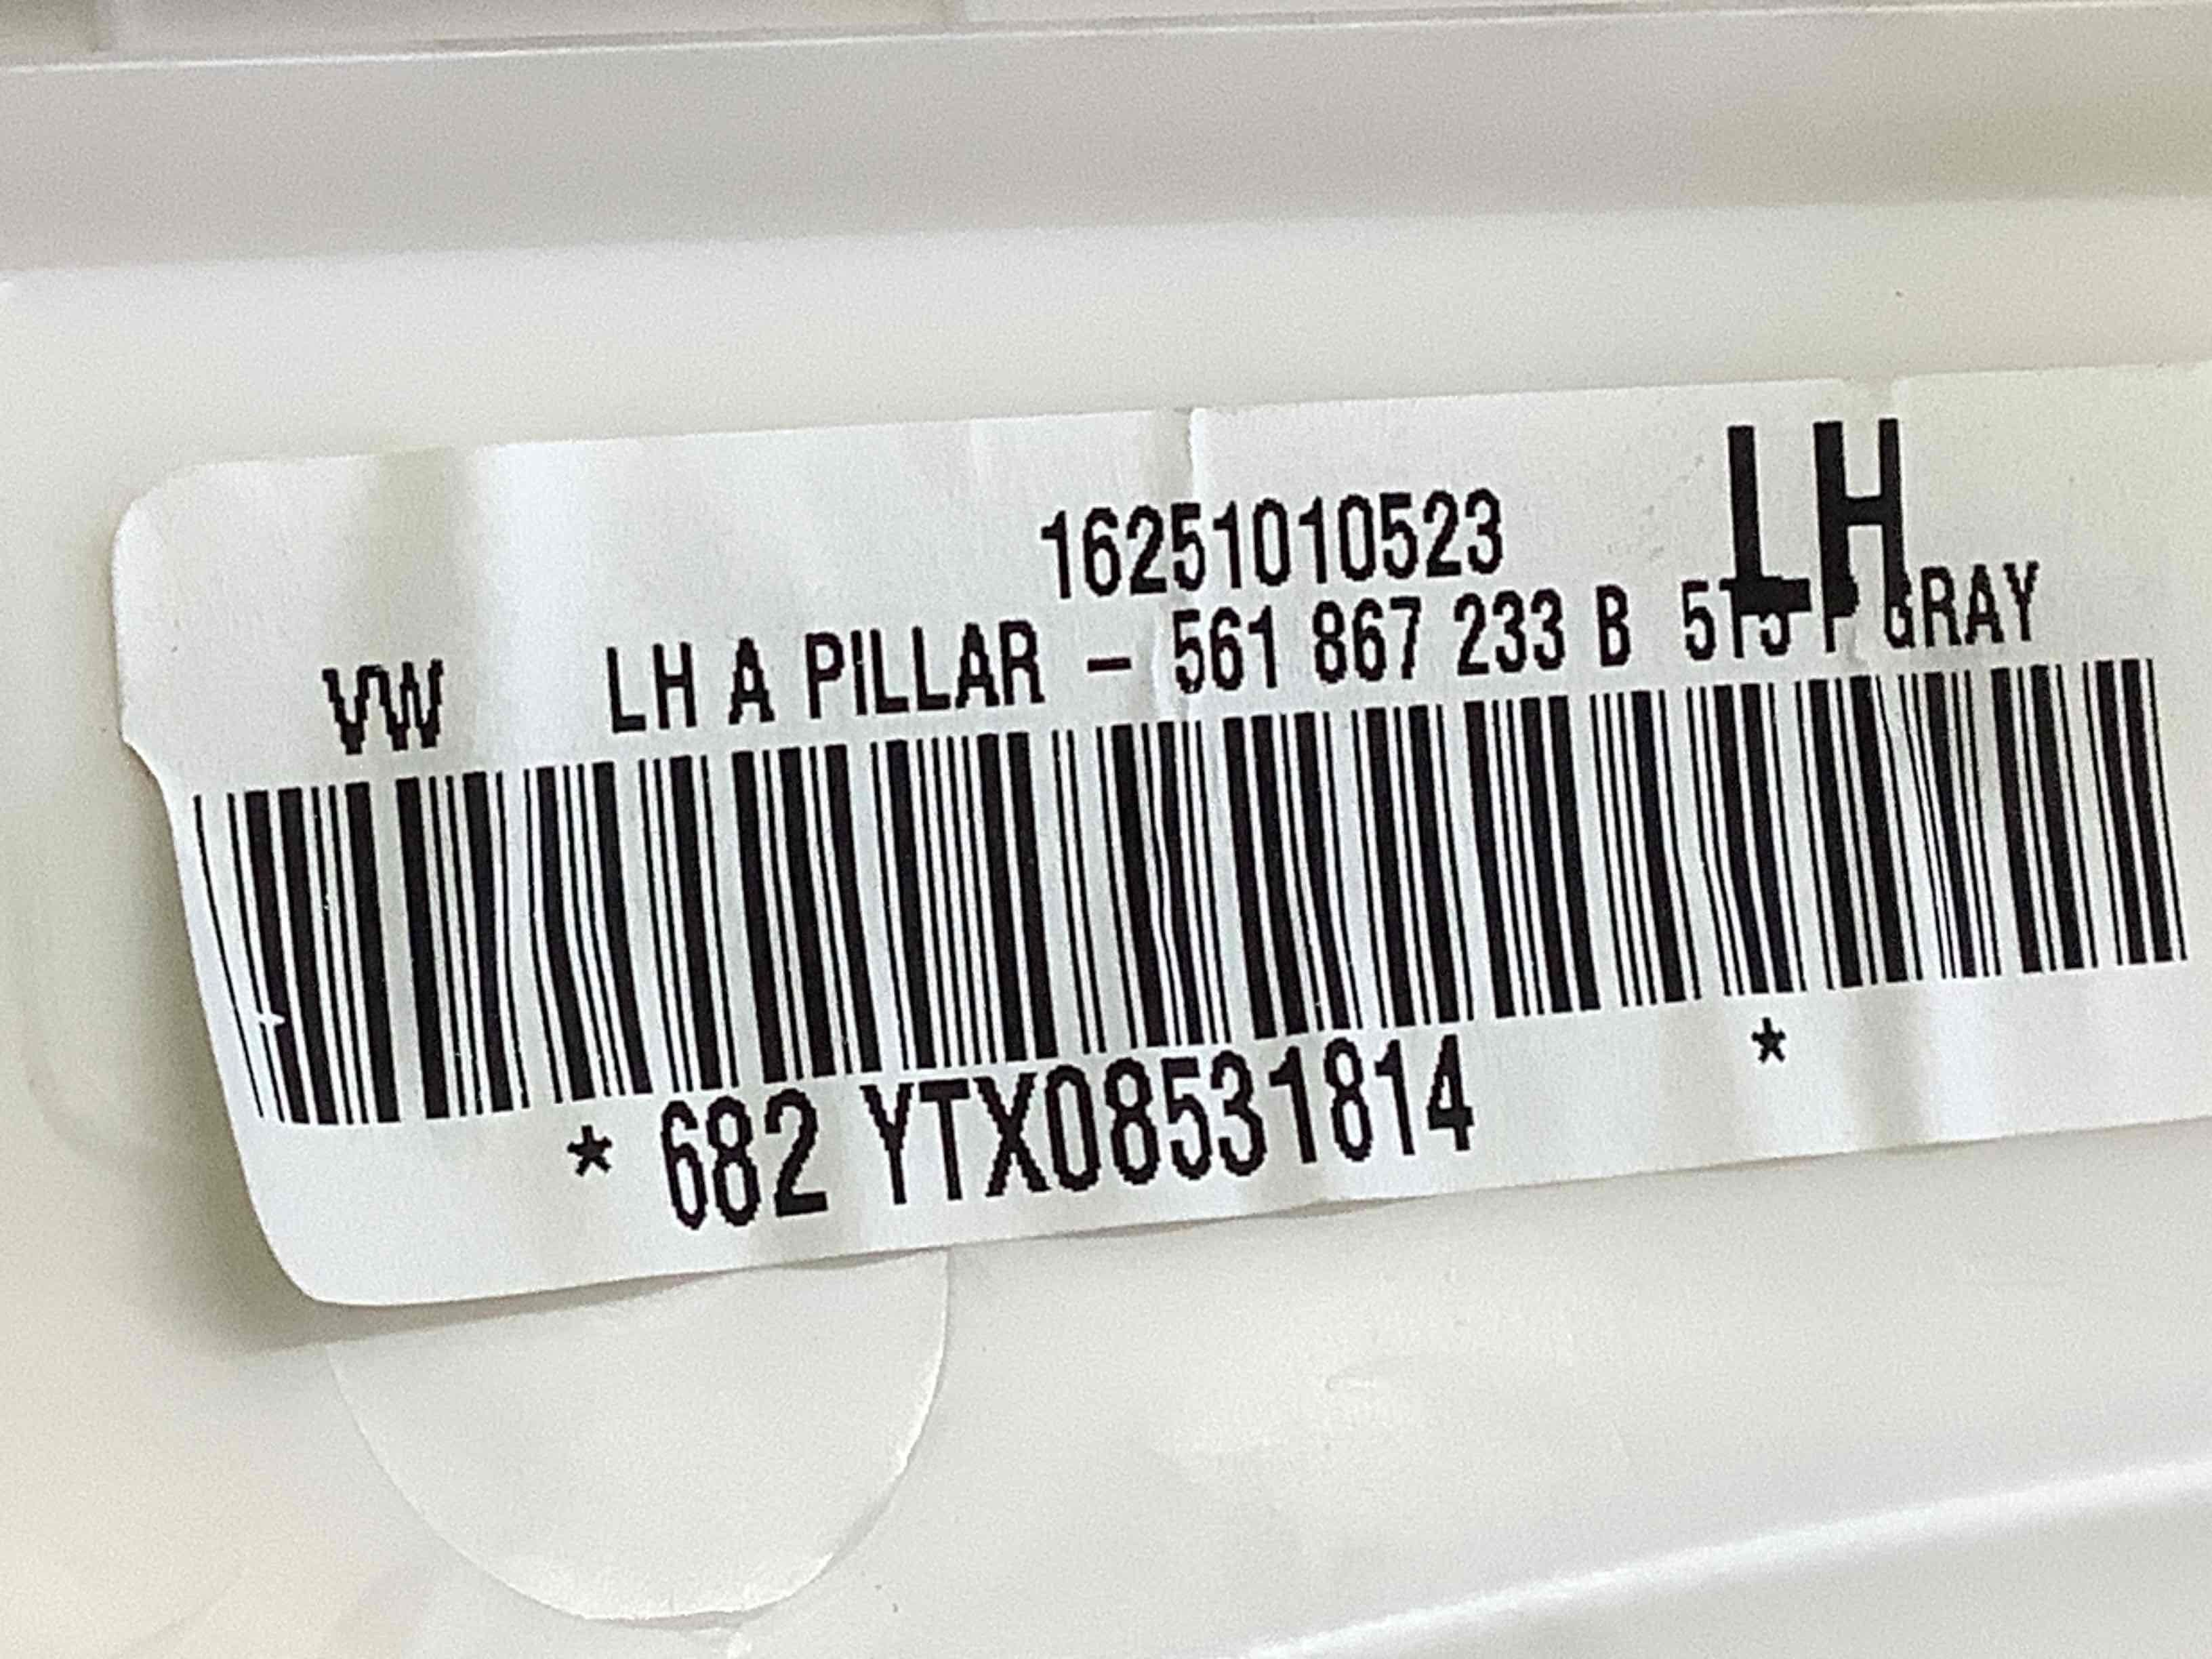 LH
16251010523
VW LH A PILLAR - 561 867 233 B GRAY
* 682 YTX08531814 *